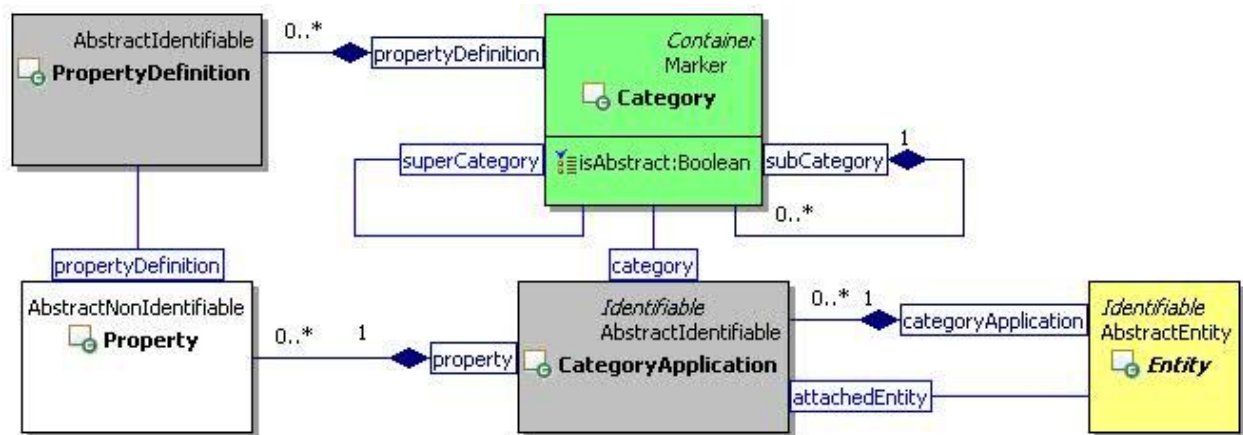 AbstractIdentifiable
PropertyDefinition
0..*
propertyDefinition
Container
Marker
Category
superCategory
isAbstract:Boolean
subCategory
1
0..*
propertyDefinition
category
AbstractNonIdentifiable
Property
0..*
1
property
Identifiable
AbstractIdentifiable
CategoryApplication
0..*
1
categoryApplication
attachedEntity
Identifiable
AbstractEntity
Entity